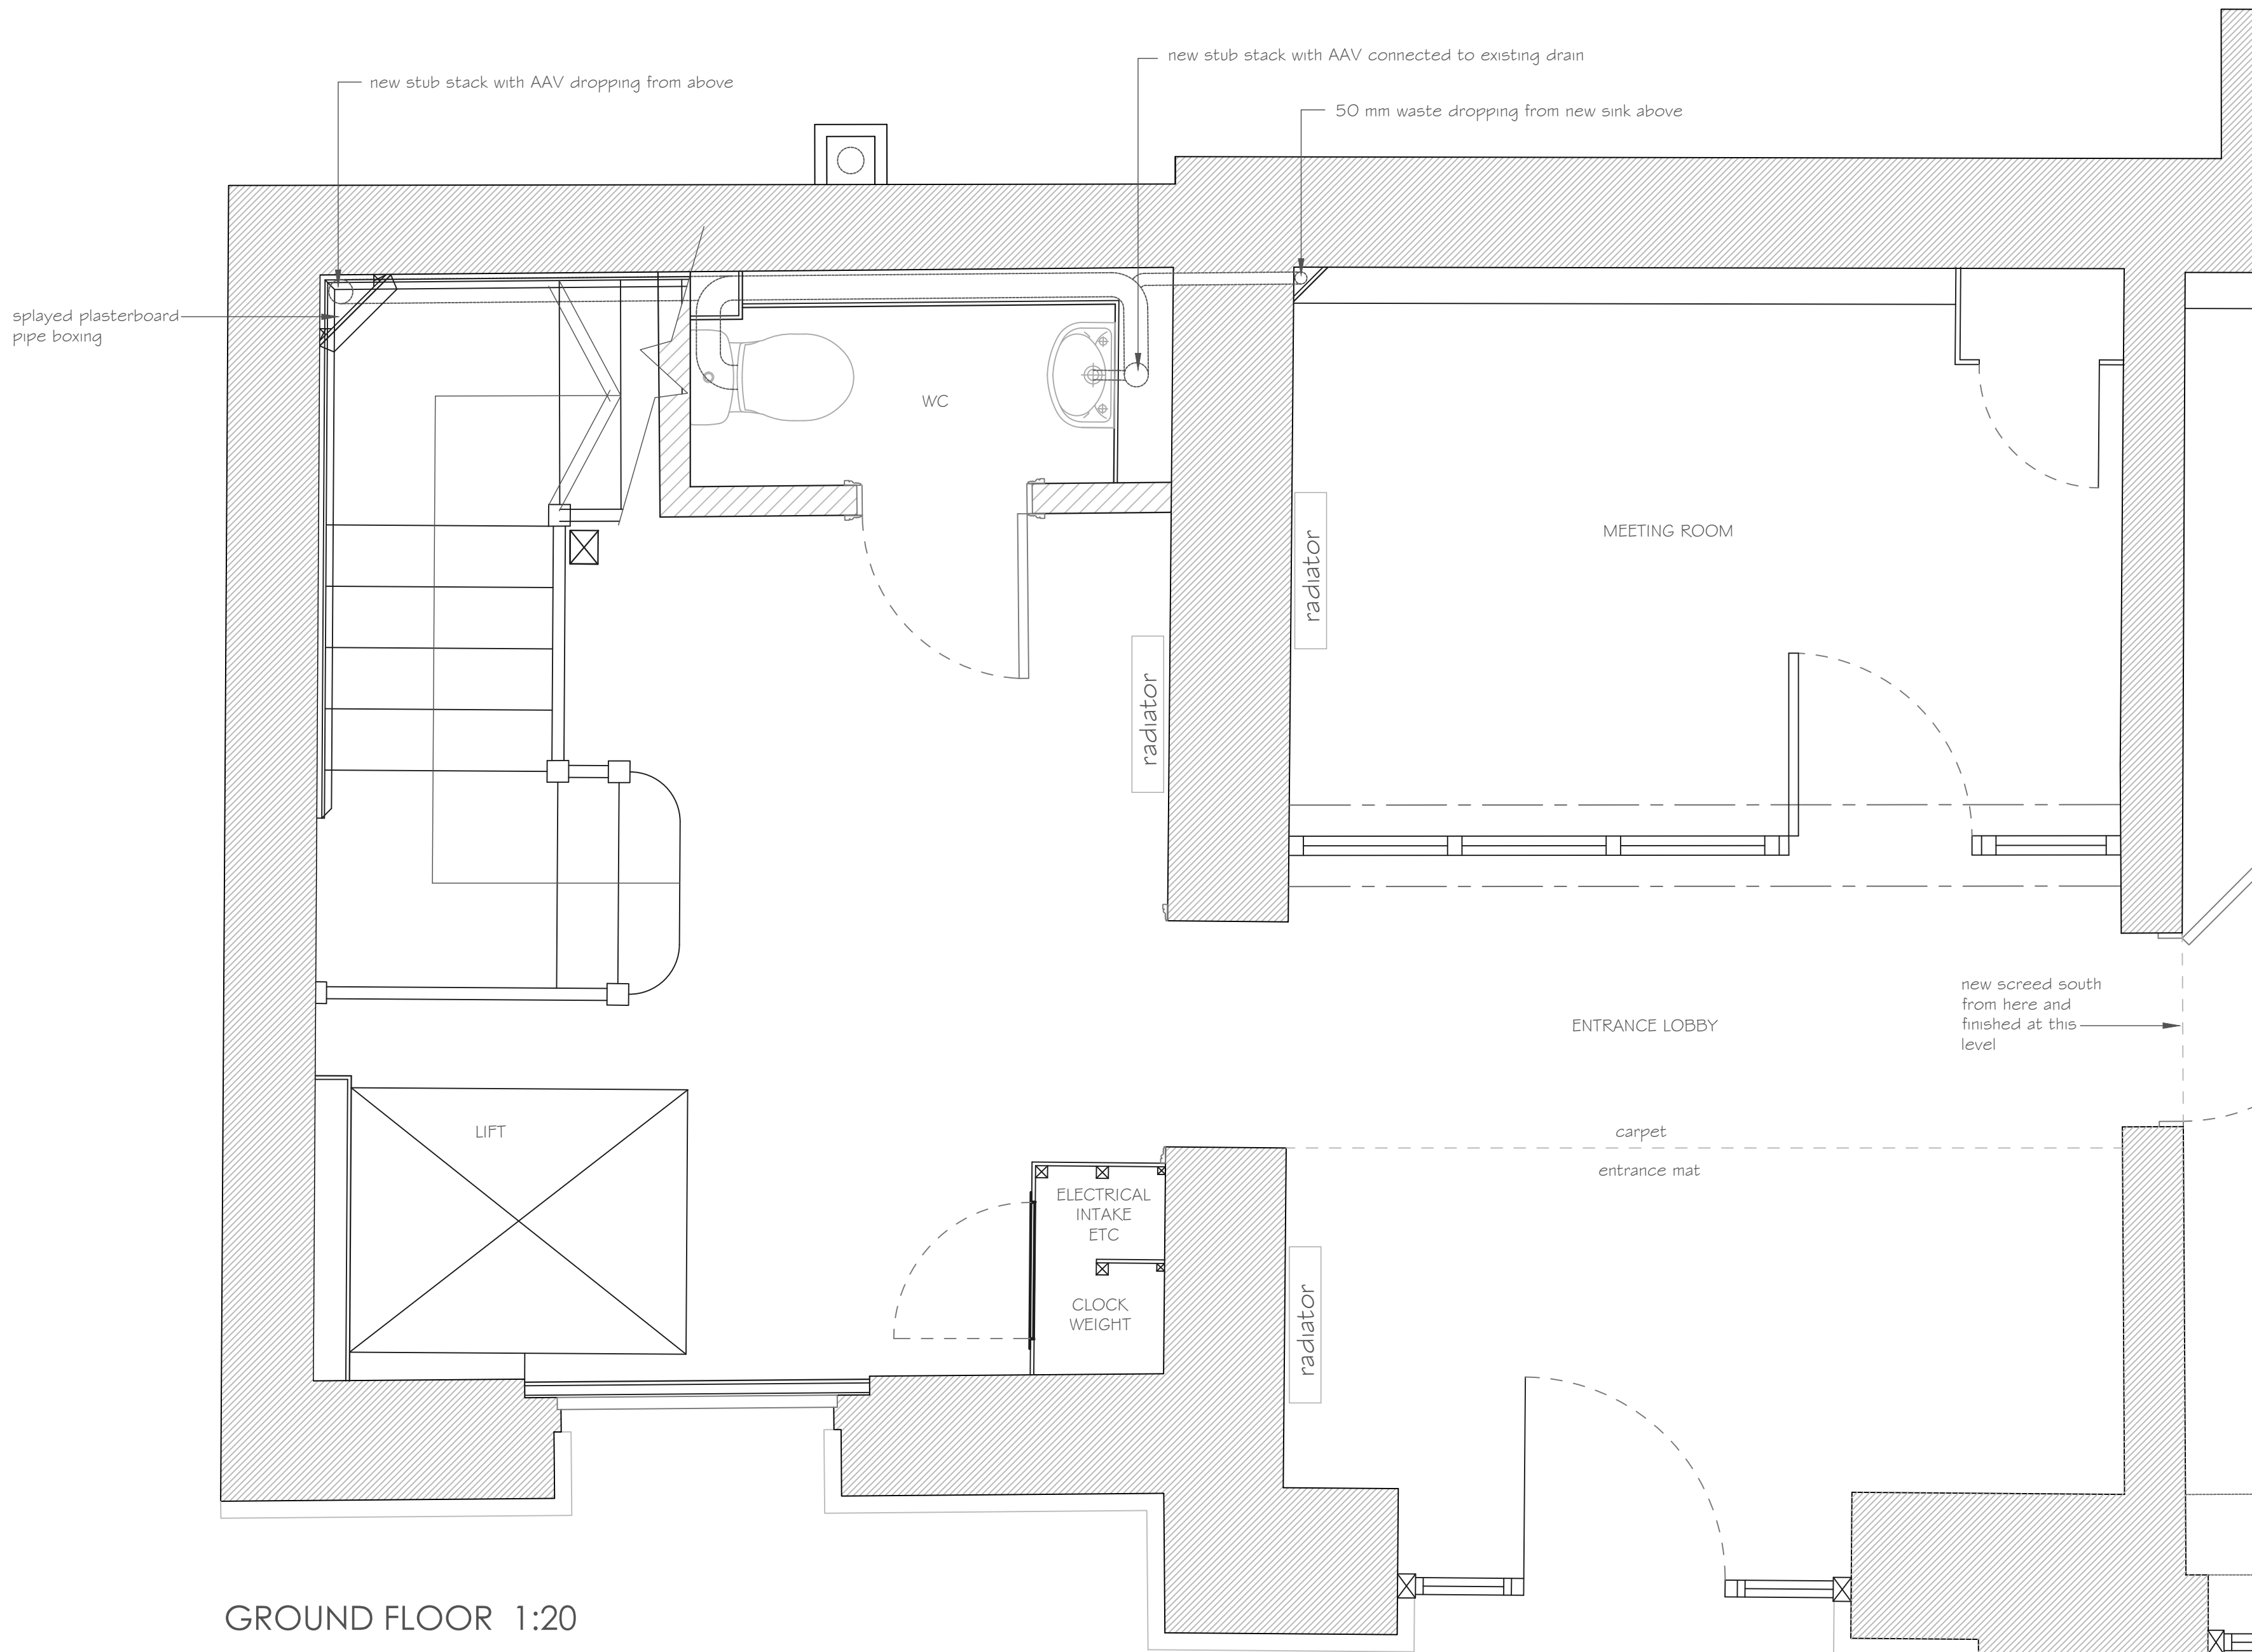 new stub stack with AAV connected to existing drain
new stub stack with AAV dropping from above
50 mm waste dropping from new sink above
splayed plasterboard
pipe boxing
WC
MEETING ROOM
radiator
radiator
new screed south
from here and
finished at this
level
ENTRANCE LOBBY
LIFT
carpet
entrance mat
ELECTRICAL
INTAKE
ETC
CLOCK
WEIGHT
radiator
GROUND FLOOR 1:20